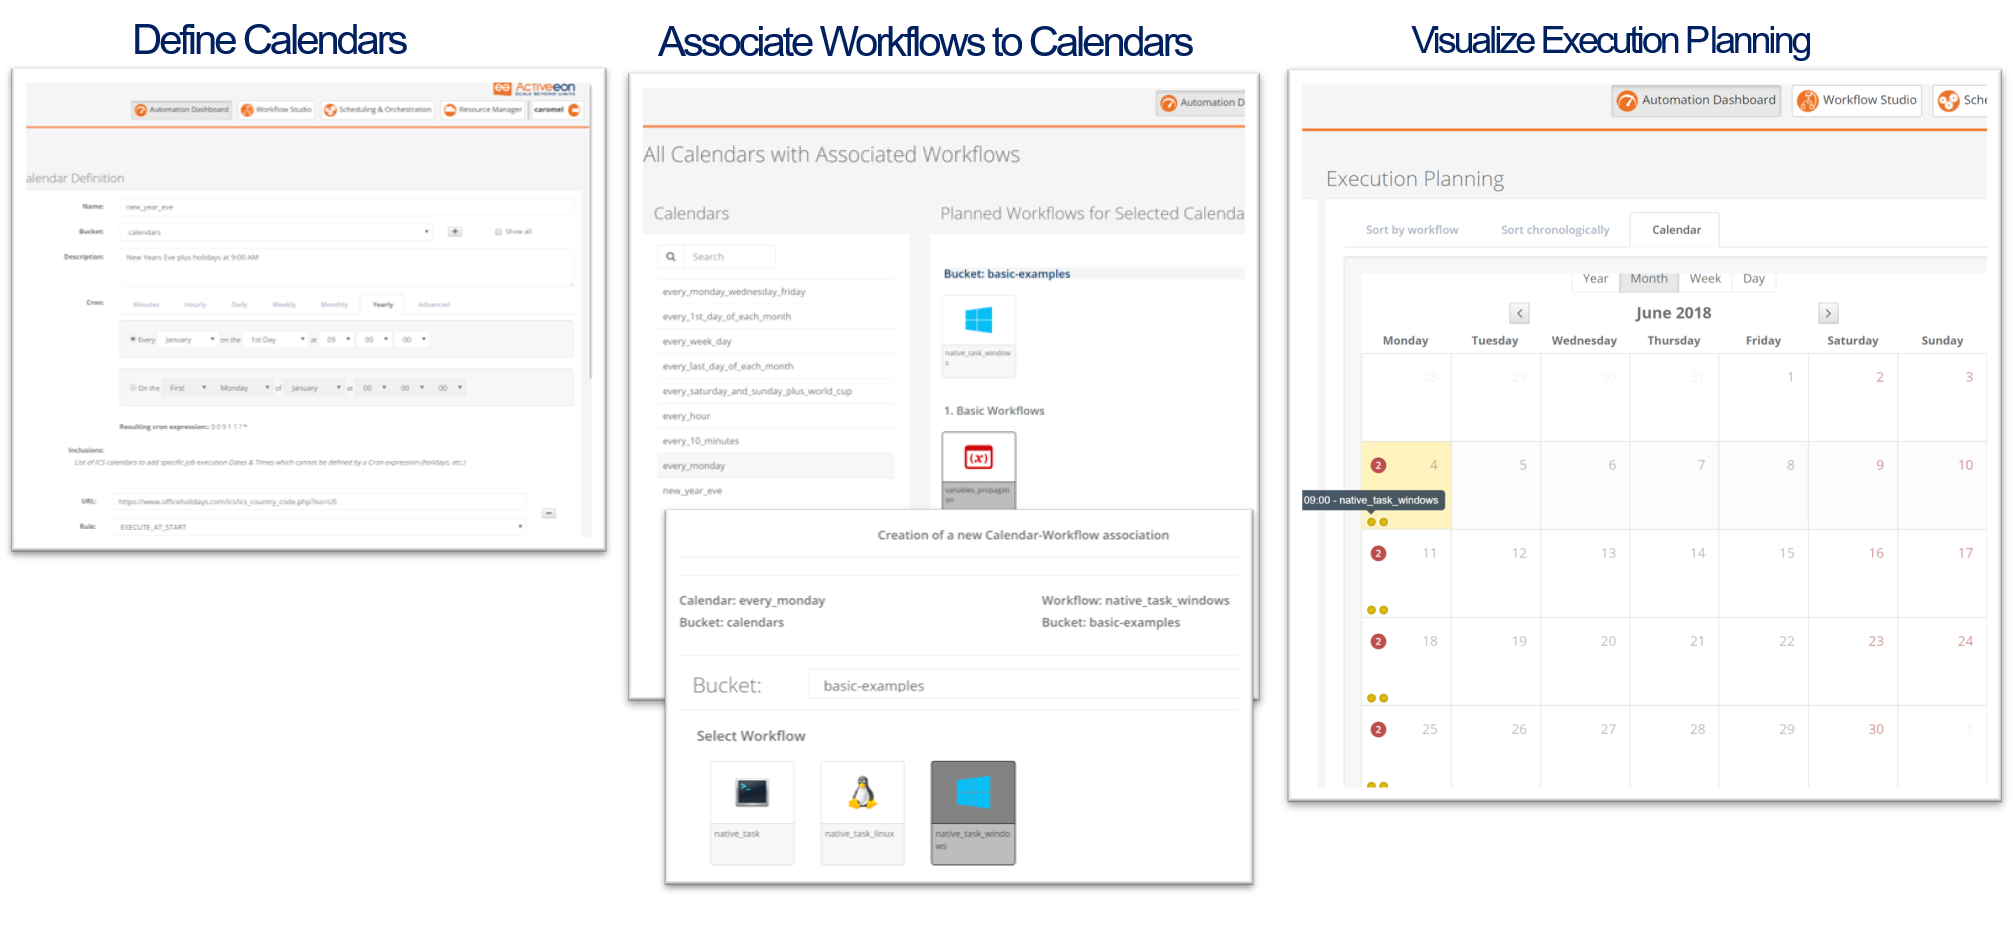 Define Calendars
Activeeon
SCALE BEYOND LIMITS
Automation Dashboard Workflow Studio Scheduling & Orchestration Resource Manager caromel
alendar Definition
Name: new_year_eve
Bucket: calendars + Show all
Description: New Years Eve plus holidays at 9:00 AM
Cron: Minutes Hourly Daily Weekly Monthly Yearly Advanced
Every January on the 1st Day at 09 00 00
On the First Monday of January at 00 00 00
Resulting cron expression:: 0 0 9 1 1 ? *
Inclusions:
List of ICS calendars to add specific job execution Dates & Times which cannot be defined by a Cron expression (holidays, etc.)
URL: https://www.officeholidays.com/ics/ics_country_code.php?iso=US
Rule: EXECUTE_AT_START
Associate Workflows to Calendars
Automation D
All Calendars with Associated Workflows
Calendars
Search
every_monday_wednesday_friday
every_1st_day_of_each_month
every_week_day
every_last_day_of_each_month
every_saturday_and_sunday_plus_world_cup
every_hour
every_10_minutes
every_monday
new_year_eve
Planned Workflows for Selected Calenda
Bucket: basic-examples
native_task_window
s
1. Basic Workflows
(x)
variables_propagati
on
Creation of a new Calendar-Workflow association
Calendar: every_monday Workflow: native_task_windows
Bucket: calendars Bucket: basic-examples
Bucket: basic-examples
Select Workflow
native_task native_task_linux native_task_windo
ws
Visualize Execution Planning
Automation Dashboard Workflow Studio Sche
Execution Planning
Sort by workflow Sort chronologically Calendar
Year Month Week Day
< June 2018 >
Monday Tuesday Wednesday Thursday Friday Saturday Sunday
28 29 30 31 1 2 3
2 4 5 6 7 8 9 10
09:00 - native_task_windows
2 11 12 13 14 15 16 17
2 18 19 20 21 22 23 24
2 25 26 27 28 29 30 1